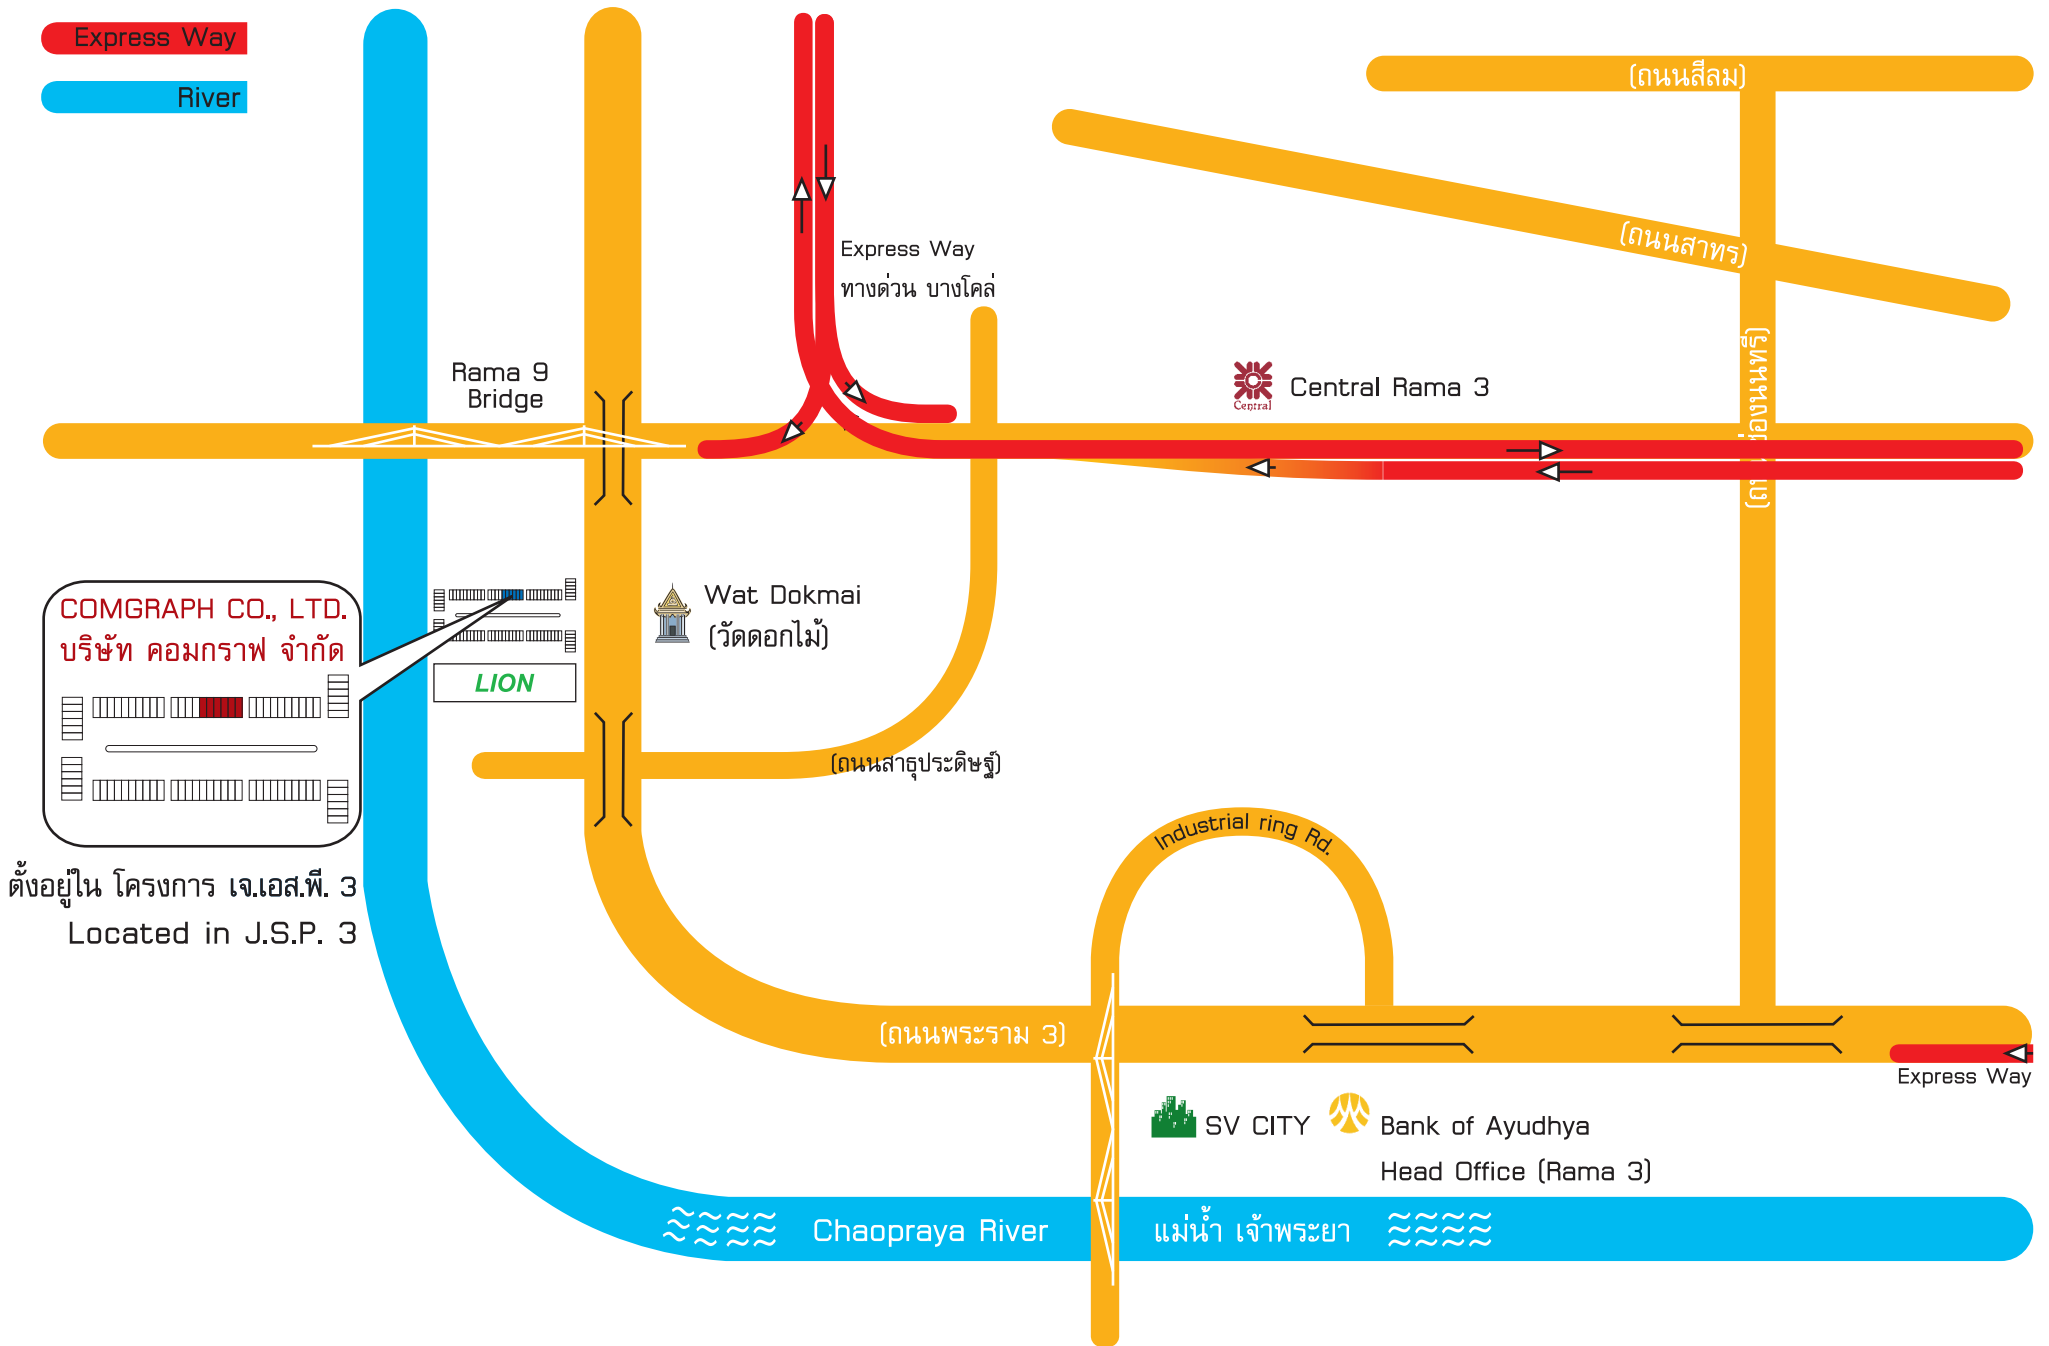 Express Way
River
(ถนนสีลม)
(ถนนสาทร)
Express Way
ทางด่วน บางโคล่
Rama 9
Bridge
Central
Central Rama 3
ช่องนนทรี)
COMGRAPH CO., LTD.
บริษัท คอมกราฟ จำกัด
Wat Dokmai
(วัดดอกไม้)
LION
(ถนนสาธุประดิษฐ์)
Industrial ring Rd.
ตั้งอยู่ใน โครงการ เจ.เอส.พี. 3
Located in J.S.P. 3
(ถนนพระราม 3)
Express Way
SV CITY
Bank of Ayudhya
Head Office (Rama 3)
Chaopraya River
แม่น้ำ เจ้าพระยา